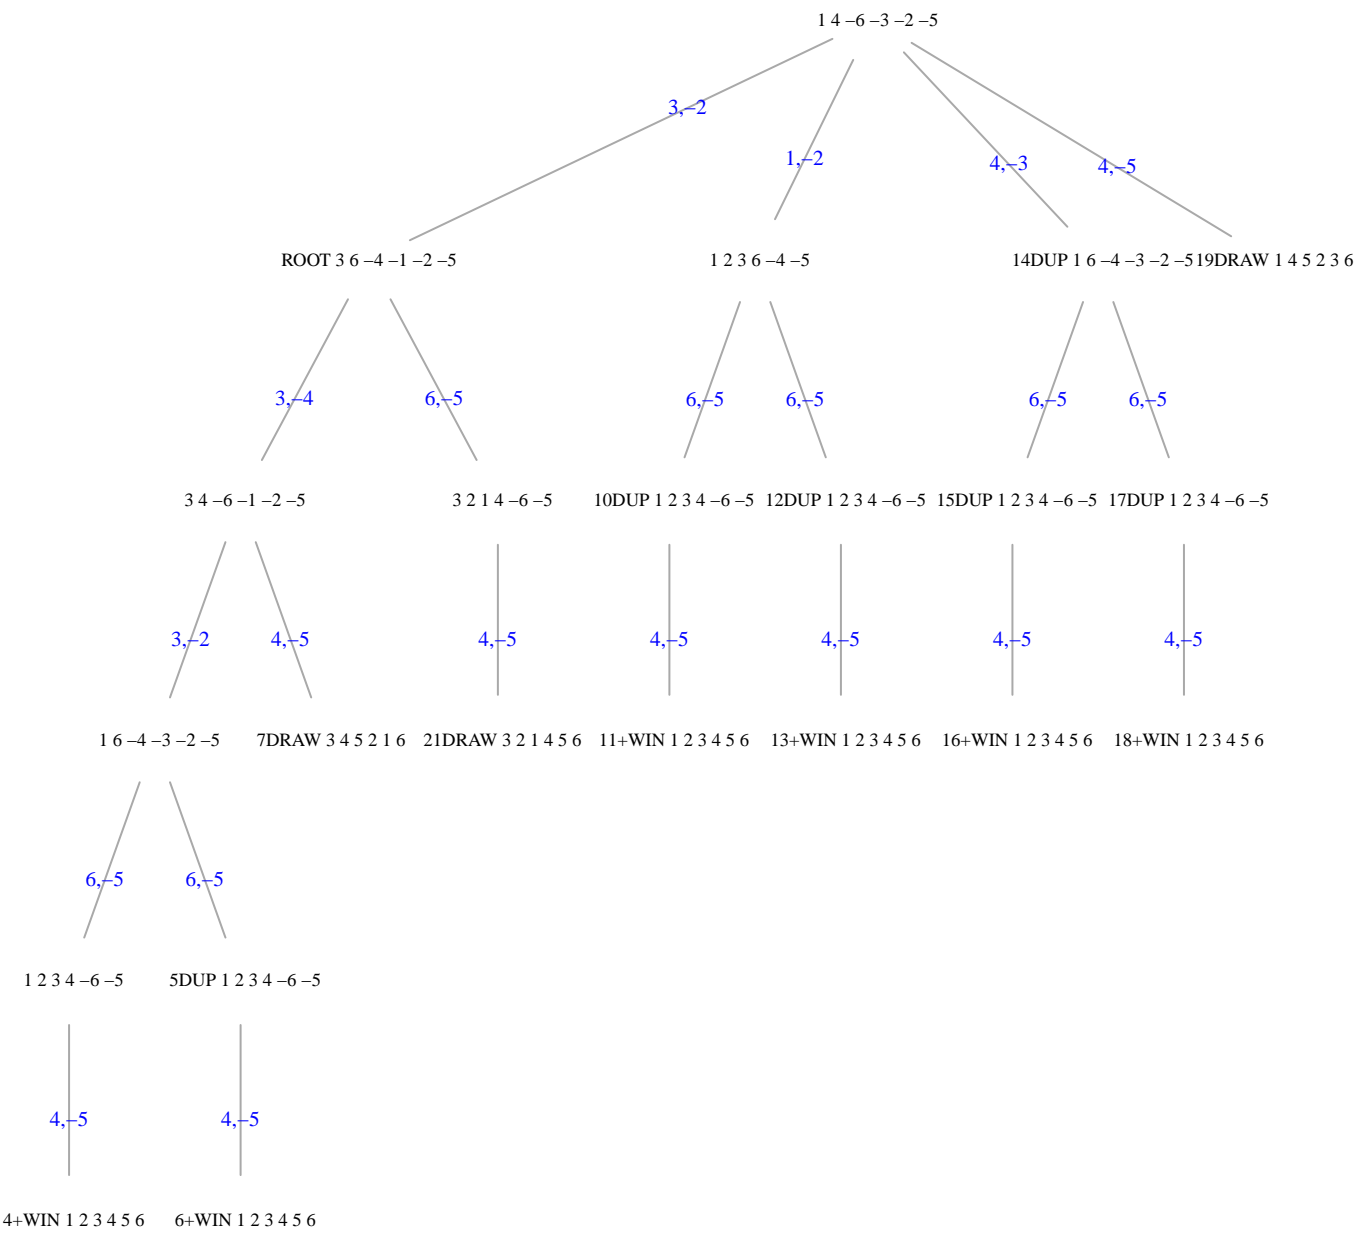 1 4 –6 –3 –2 –5
3,–2
1,–2
4,–3
4,–5
ROOT 3 6 –4 –1 –2 –5
1 2 3 6 –4 –5
14DUP 1 6 –4 –3 –2 –5
19DRAW 1 4 5 2 3 6
3,–4
6,–5
6,–5
6,–5
6,–5
6,–5
3 4 –6 –1 –2 –5
3 2 1 4 –6 –5
10DUP 1 2 3 4 –6 –5
12DUP 1 2 3 4 –6 –5
15DUP 1 2 3 4 –6 –5
17DUP 1 2 3 4 –6 –5
3,–2
4,–5
4,–5
4,–5
4,–5
4,–5
4,–5
1 6 –4 –3 –2 –5
7DRAW 3 4 5 2 1 6
21DRAW 3 2 1 4 5 6
11+WIN 1 2 3 4 5 6
13+WIN 1 2 3 4 5 6
16+WIN 1 2 3 4 5 6
18+WIN 1 2 3 4 5 6
6,–5
6,–5
1 2 3 4 –6 –5
5DUP 1 2 3 4 –6 –5
4,–5
4,–5
4+WIN 1 2 3 4 5 6
6+WIN 1 2 3 4 5 6